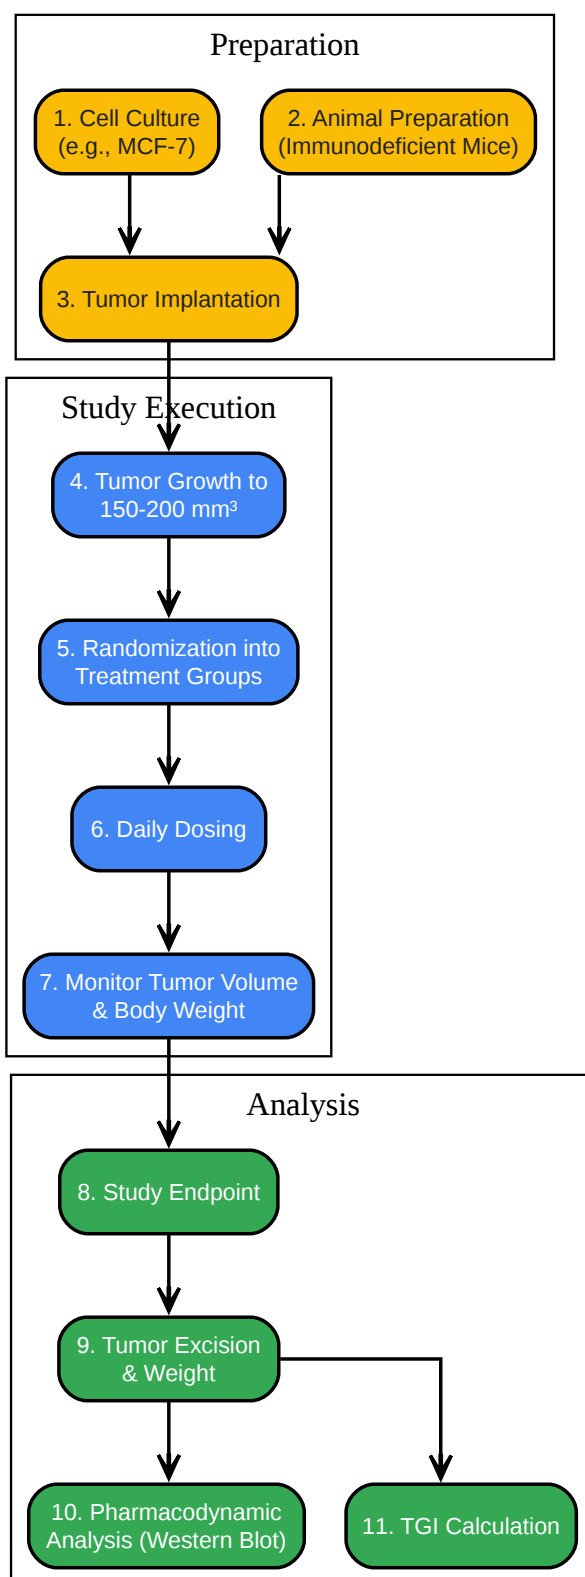 Preparation
1. Cell Culture
(e.g., MCF-7)
2. Animal Preparation
(Immunodeficient Mice)
3. Tumor Implantation
Study Execution
4. Tumor Growth to
150-200 mm³
5. Randomization into
Treatment Groups
6. Daily Dosing
7. Monitor Tumor Volume
& Body Weight
Analysis
8. Study Endpoint
9. Tumor Excision
& Weight
10. Pharmacodynamic
Analysis (Western Blot)
11. TGI Calculation